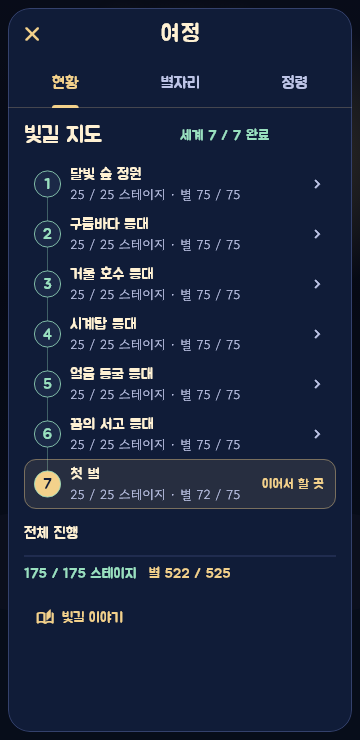 여정
현황
별자리
정령
빛길 지도
세계 7 / 7 완료
1
달빛 숲 정원
25 / 25 스테이지 · 별 75 / 75
2
구름바다 등대
25 / 25 스테이지 · 별 75 / 75
3
거울 호수 등대
25 / 25 스테이지 · 별 75 / 75
4
시계탑 등대
25 / 25 스테이지 · 별 75 / 75
5
얼음 동굴 등대
25 / 25 스테이지 · 별 75 / 75
6
꿈의 서고 등대
25 / 25 스테이지 · 별 75 / 75
7
첫 별
25 / 25 스테이지 · 별 72 / 75
이어서 할 곳
전체 진행
175 / 175 스테이지 별 522 / 525
빛길 이야기